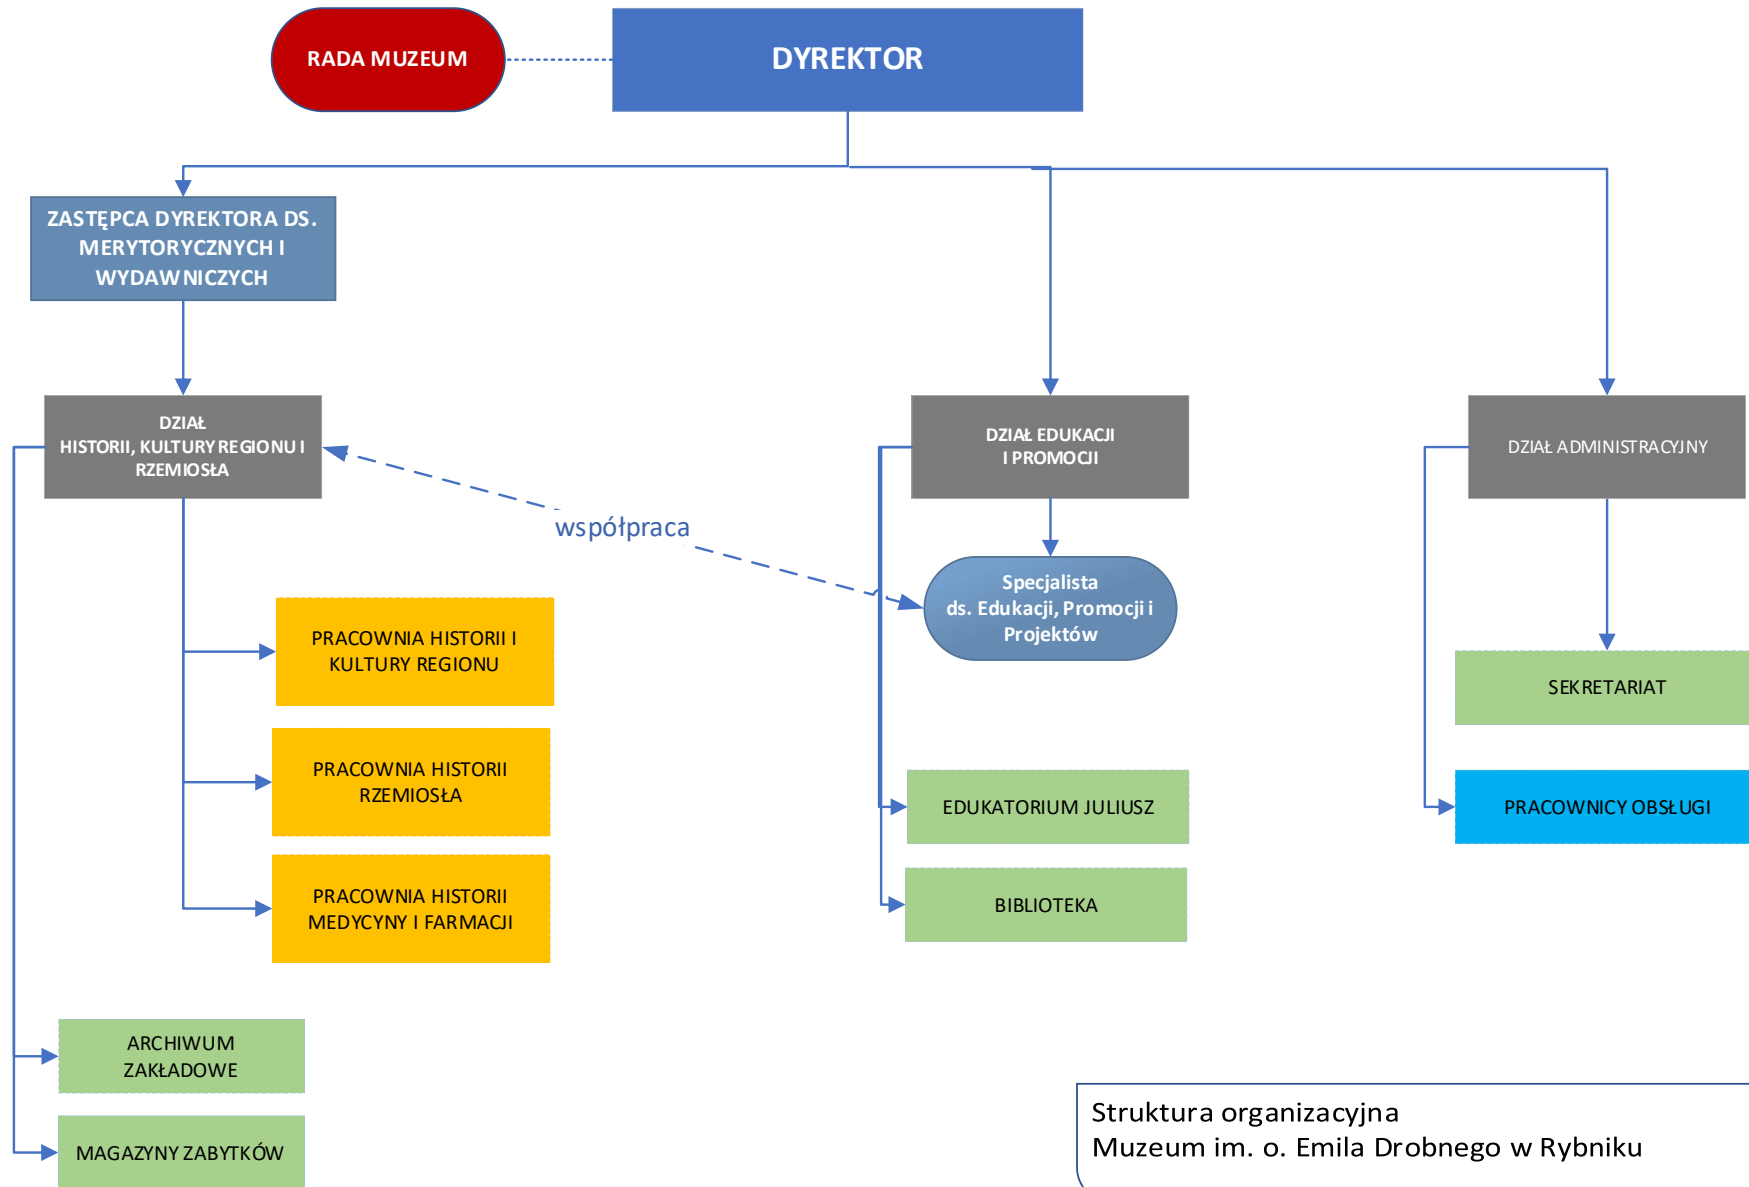 RADA MUZEUM
DYREKTOR
ZASTĘPCA DYREKTORA DS.
MERYTORYCZNYCH I
WYDAWNICZYCH
DZIAŁ
HISTORII, KULTURY REGIONU I
RZEMIOSŁA
DZIAŁ EDUKACJI
I PROMOCJI
DZIAŁ ADMINISTRACYJNY
współpraca
Specjalista
ds. Edukacji, Promocji i
Projektów
PRACOWNIA HISTORII I
KULTURY REGIONU
SEKRETARIAT
PRACOWNIA HISTORII
RZEMIOSŁA
EDUKATORIUM JULIUSZ
PRACOWNICY OBSŁUGI
PRACOWNIA HISTORII
MEDYCYNY I FARMACJI
BIBLIOTEKA
ARCHIWUM
ZAKŁADOWE
MAGAZYNY ZABYTKÓW
Struktura organizacyjna
Muzeum im. o. Emila Drobnego w Rybniku